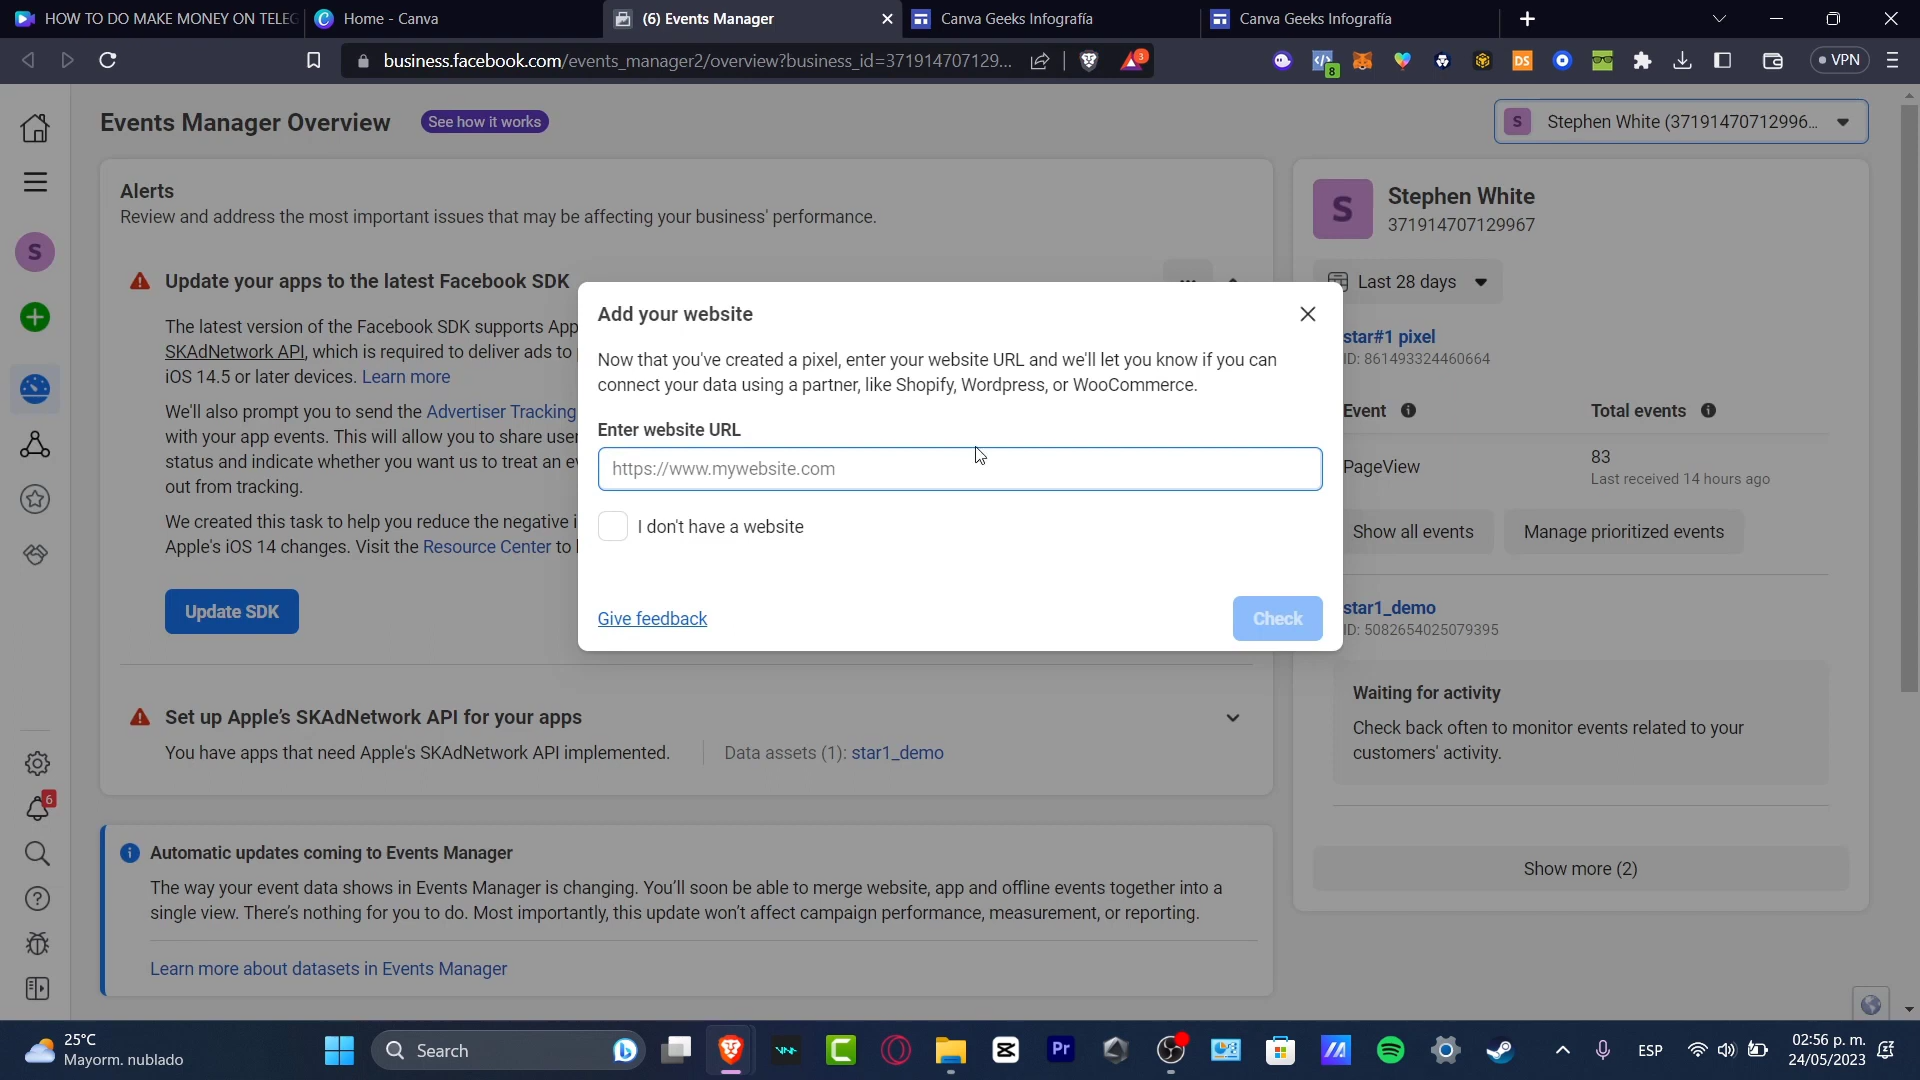 HOW TO DO MAKE MONEY ON TELEG
Home - Canva
(6) Events Manager
Canva Geeks Infografía
Canva Geeks Infografía
business.facebook.com/events_manager2/overview?business_id=371914707129...
3
8
DS
VPN
Events Manager Overview
See how it works
S
Stephen White (37191470712996...
Alerts
Review and address the most important issues that may be affecting your business' performance.
S
Stephen White
371914707129967
S
Update your apps to the latest Facebook SDK
Last 28 days
The latest version of the Facebook SDK supports App
SKAdNetwork API, which is required to deliver ads to
iOS 14.5 or later devices. Learn more
We'll also prompt you to send the Advertiser Tracking
with your app events. This will allow you to share user
status and indicate whether you want us to treat an
out from tracking.
We created this task to help you reduce the negative
Apple's iOS 14 changes. Visit the Resource Center to
Update SDK
Add your website
Now that you've created a pixel, enter your website URL and we'll let you know if you can
connect your data using a partner, like Shopify, Wordpress, or WooCommerce.
Enter website URL
https://www.mywebsite.com
I don't have a website
Give feedback
Check
star#1 pixel
ID: 861493324460664
Event
Total events
PageView
83
Last received 14 hours ago
Show all events
Manage prioritized events
star1_demo
ID: 5082654025079395
Waiting for activity
Check back often to monitor events related to your
customers' activity.
Show more (2)
Set up Apple's SKAdNetwork API for your apps
You have apps that need Apple's SKAdNetwork API implemented.
Data assets (1): star1_demo
6
Automatic updates coming to Events Manager
The way your event data shows in Events Manager is changing. You'll soon be able to merge website, app and offline events together into a
single view. There's nothing for you to do. Most importantly, this update won't affect campaign performance, measurement, or reporting.
Learn more about datasets in Events Manager
25°C
Mayorm. nublado
Search
Pr
ESP
02:56 p. m.
24/05/2023